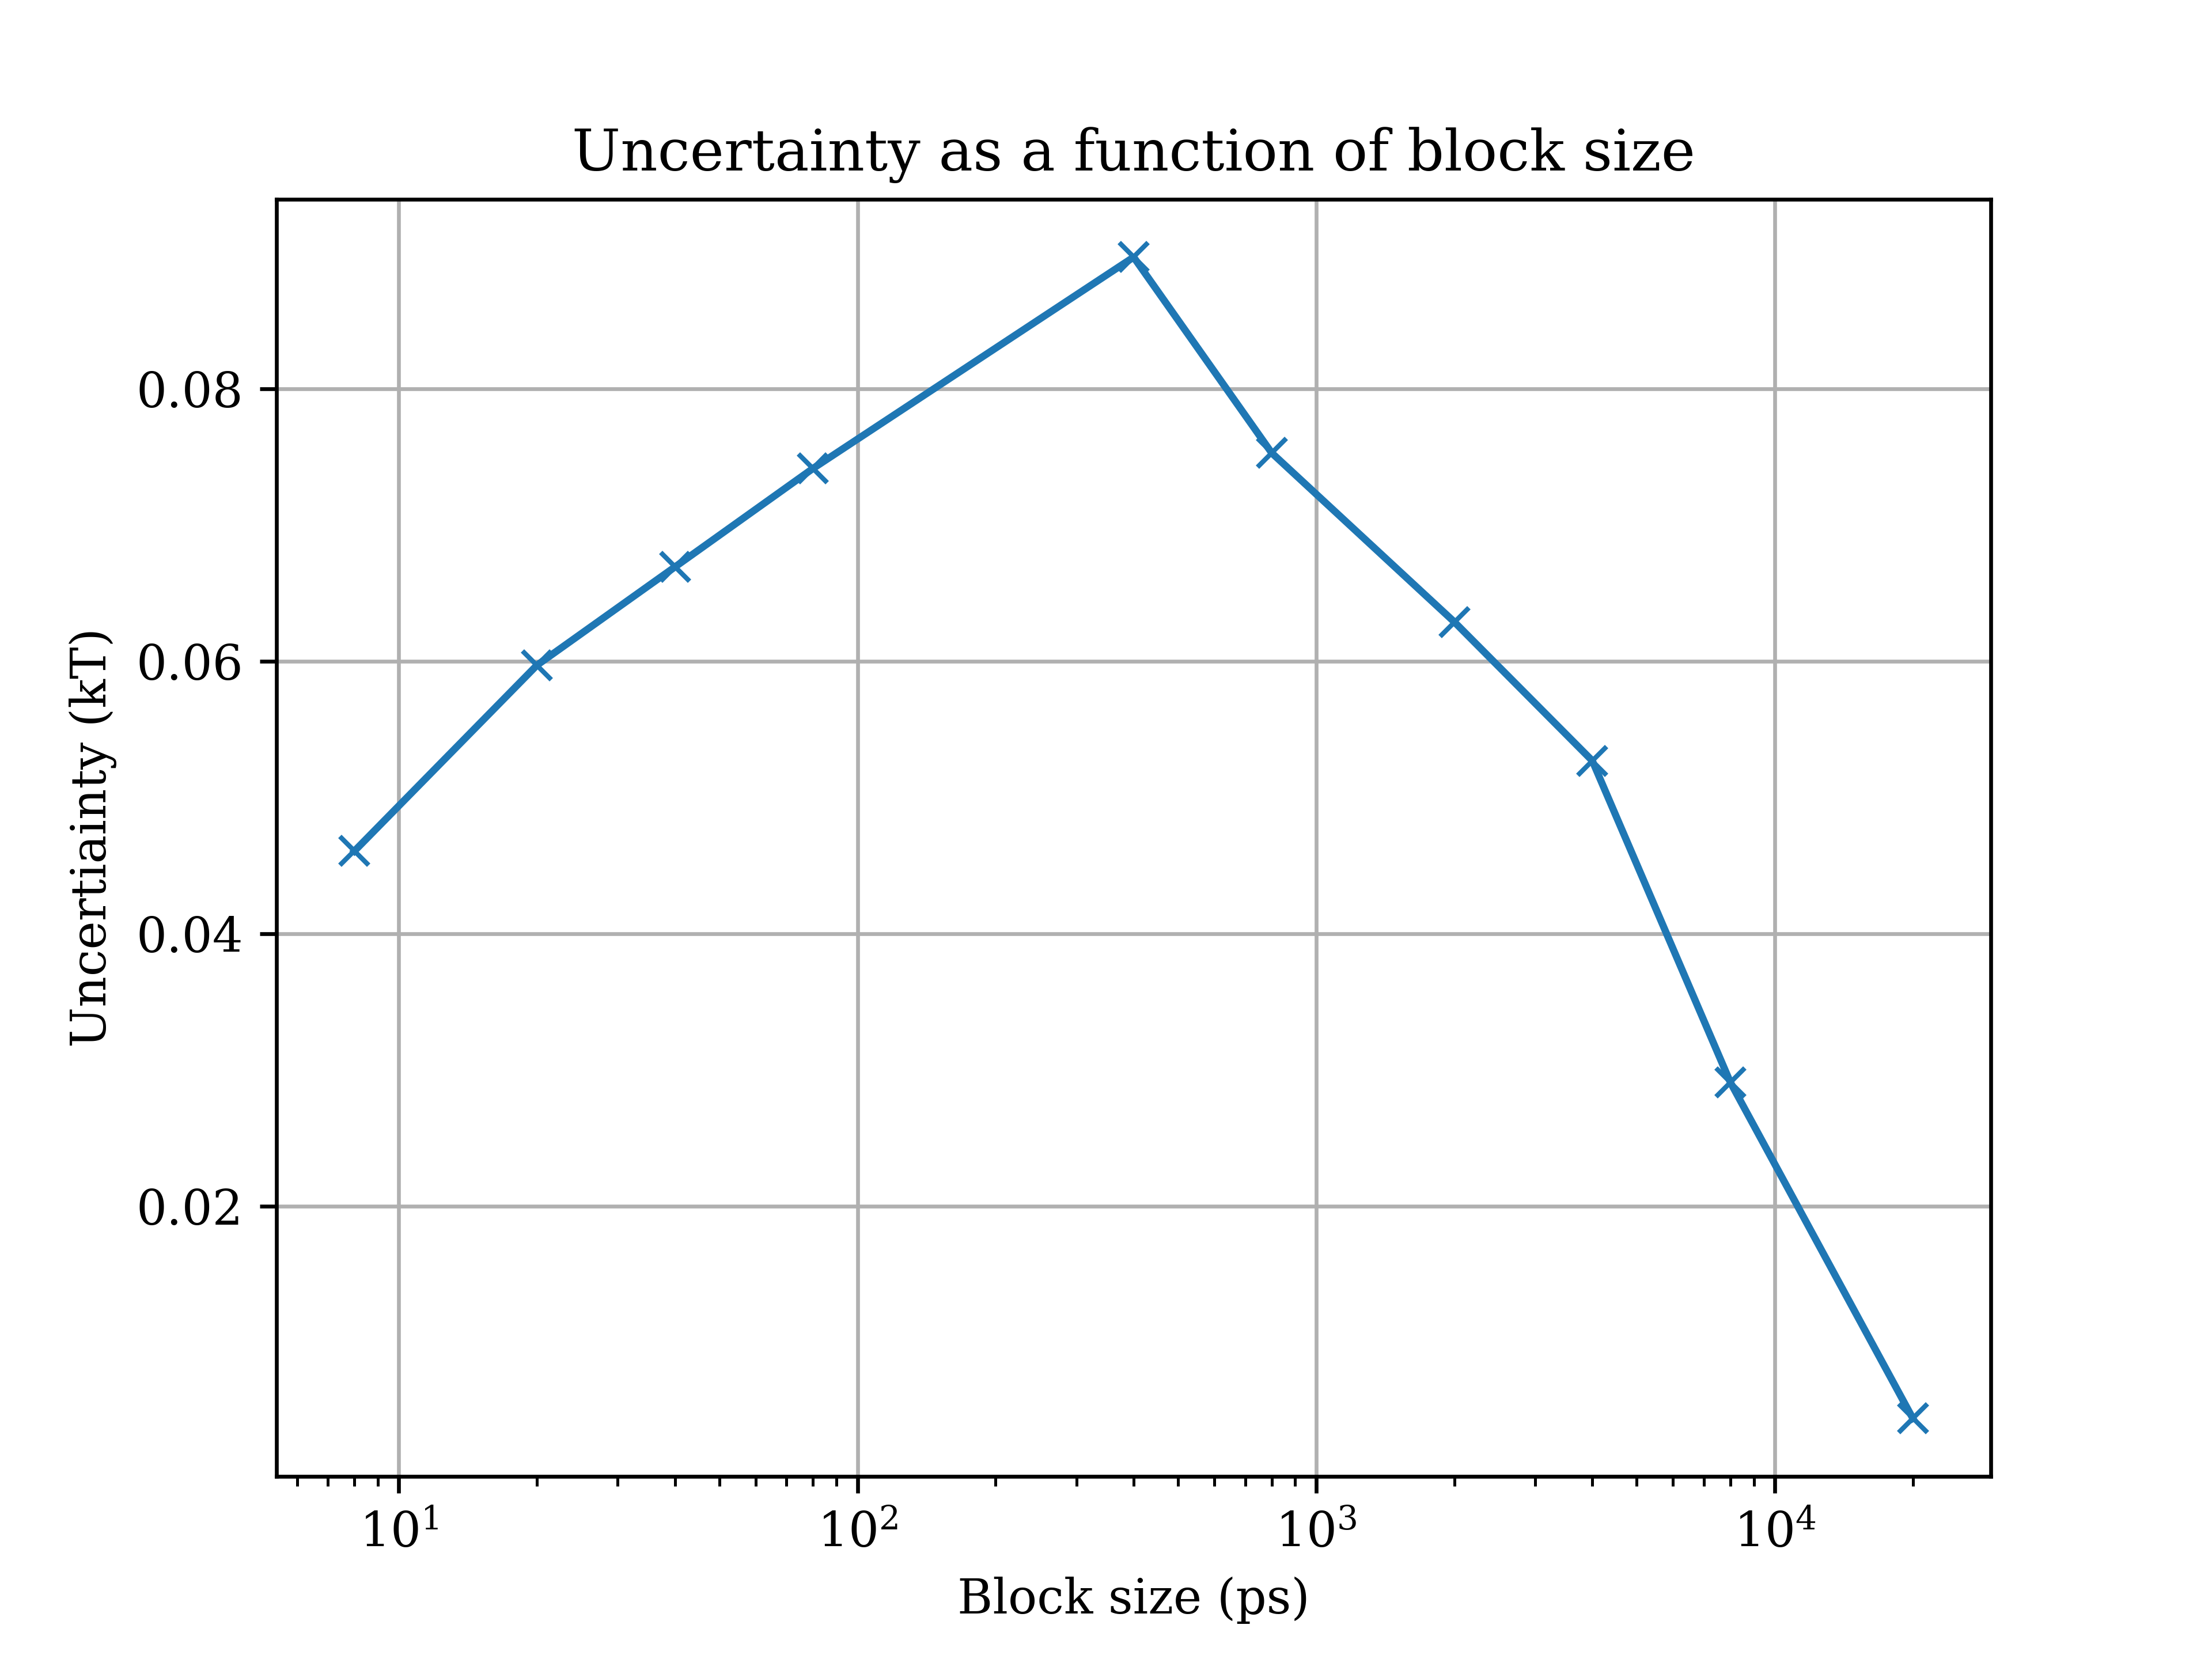 Uncertainty as a function of block size
Uncertiainty (kT)
0.08
0.06
0.04
0.02
10¹ 10² 10³ 10⁴
Block size (ps)